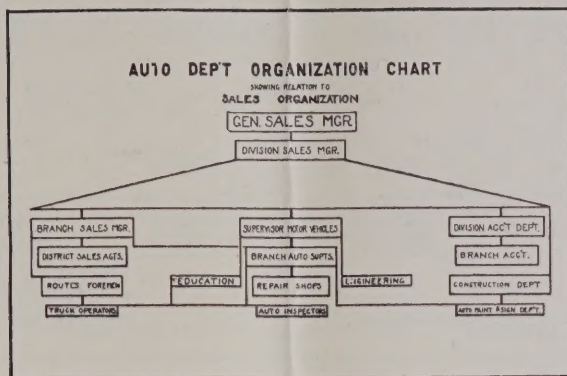 AUTO DEP'T ORGANIZATION CHART
SHOWING RELATION TO
SALES ORGANIZATION
GEN. SALES MGR
DIVISION SALES MGR.
BRANCH SALES MGR.
SUPERVISOR MOTOR VEHICLES
DIVISION ACC'T DEPT.
DISTRICT SALES AGTS.
BRANCH AUTO SUPTS.
BRANCH ACC'T.
ROUTES FOREMEN
EDUCATION
REPAIR SHOPS
ENGINEERING
CONSTRUCTION DEPT
TRUCK OPERATORS
AUTO INSPECTORS
AUTO PAINT & SIGN DEP'T.